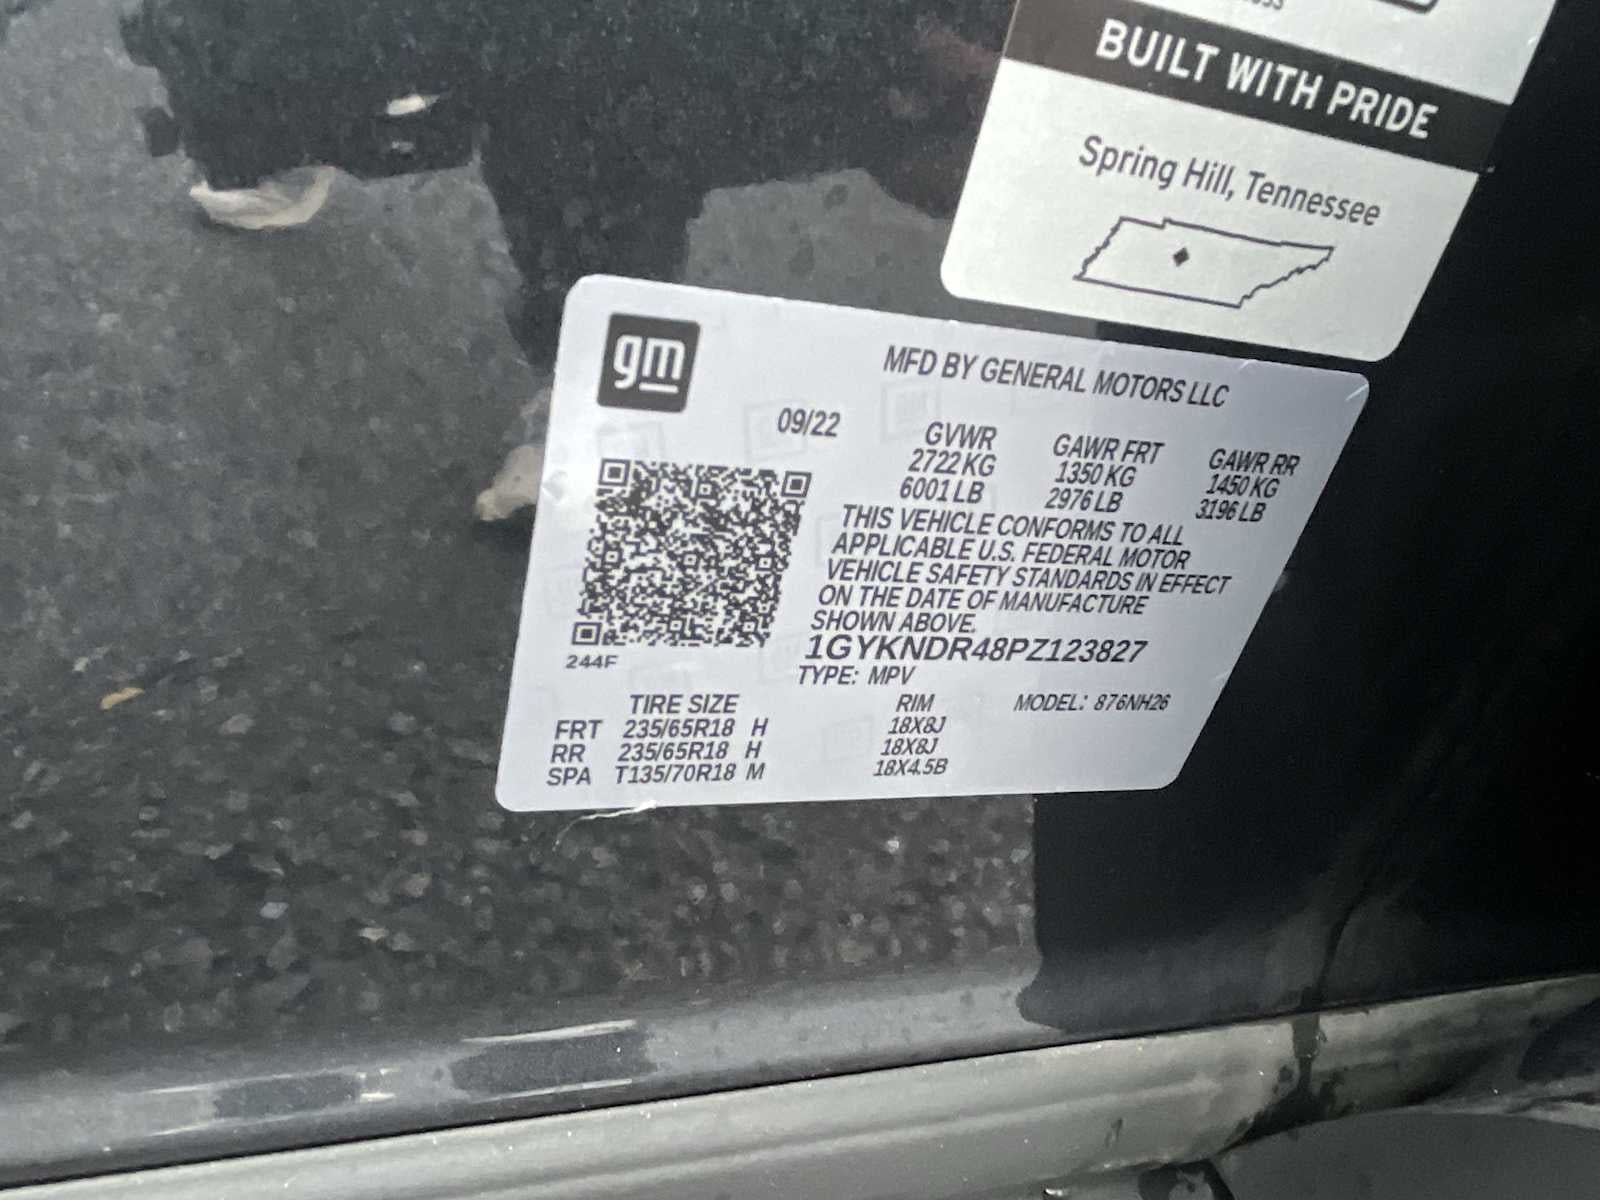 BUILT WITH PRIDE
Spring Hill, Tennessee
gm
MFD BY GENERAL MOTORS LLC
09/22
GVWR GAWR FRT GAWR RR
2722 KG 1350 KG 1450 KG
6001 LB 2976 LB 3196 LB
THIS VEHICLE CONFORMS TO ALL
APPLICABLE U.S. FEDERAL MOTOR
VEHICLE SAFETY STANDARDS IN EFFECT
ON THE DATE OF MANUFACTURE
SHOWN ABOVE.
1GYKNDR48PZ123827
244F
TYPE: MPV
TIRE SIZE RIM MODEL: 876NH26
FRT 235/65R18 H 18X8J
RR 235/65R18 H 18X8J
SPA T135/70R18 M 18X4.5B